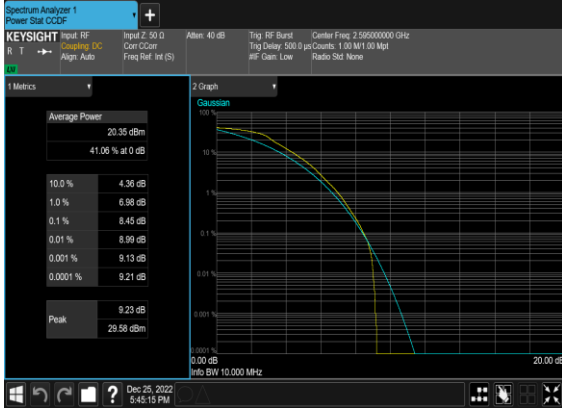 Spectrum Analyzer 1
Power Stat CCDF
KEYSIGHT
R T
LXI
Input: RF
Coupling: DC
Align: Auto
Input Z: 50 Ω
Corr CCorr
Freq Ref: Int (S)
Atten: 40 dB
Trig: RF Burst
Trig Delay: 500.0 µs
#IF Gain: Low
Center Freq: 2.595000000 GHz
Counts: 1.00 M/1.00 Mpt
Radio Std: None
1 Metrics
Average Power
20.35 dBm
41.06 % at 0 dB
10.0 % 4.36 dB
1.0 % 6.98 dB
0.1 % 8.45 dB
0.01 % 8.99 dB
0.001 % 9.13 dB
0.0001 % 9.21 dB
Peak
9.23 dB
29.58 dBm
2 Graph
Gaussian
100 %
10 %
1 %
0.1 %
0.01 %
0.001 %
0.0001 %
0.00 dB
20.00 dB
Info BW 10.000 MHz
Dec 25, 2022
5:45:15 PM